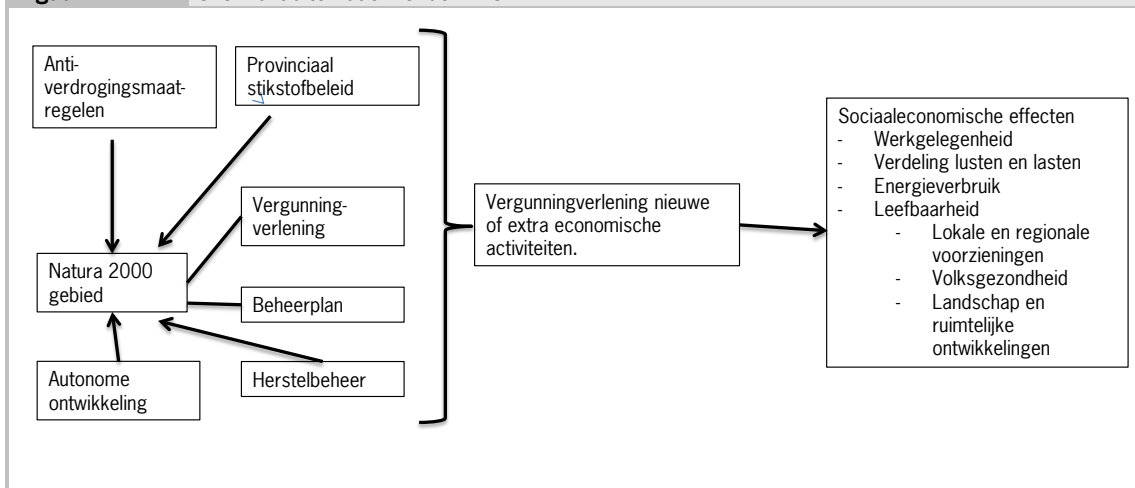 Anti-
verdrogingsmaat-
regelen
Provinciaal
stikstofbeleid
Vergunning-
verlening
Natura 2000
gebied
Beheerplan
Autonome
ontwikkeling
Herstelbeheer
Vergunningverlening nieuwe
of extra economische
activiteiten.
Sociaaleconomische effecten
- Werkgelegenheid
- Verdeling lusten en lasten
- Energieverbruik
- Leefbaarheid
- Lokale en regionale
voorzieningen
- Volksgezondheid
- Landschap en
ruimtelijke
ontwikkelingen